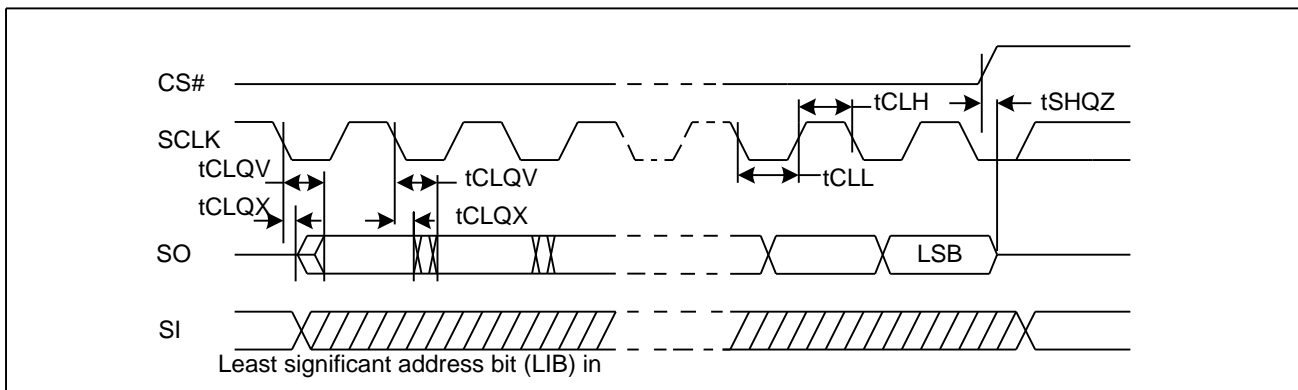 CS#
tCLH
tSHQZ
SCLK
tCLQV
tCLQV
tCLL
tCLQX
tCLQX
SO
LSB
SI
Least significant address bit (LIB) in